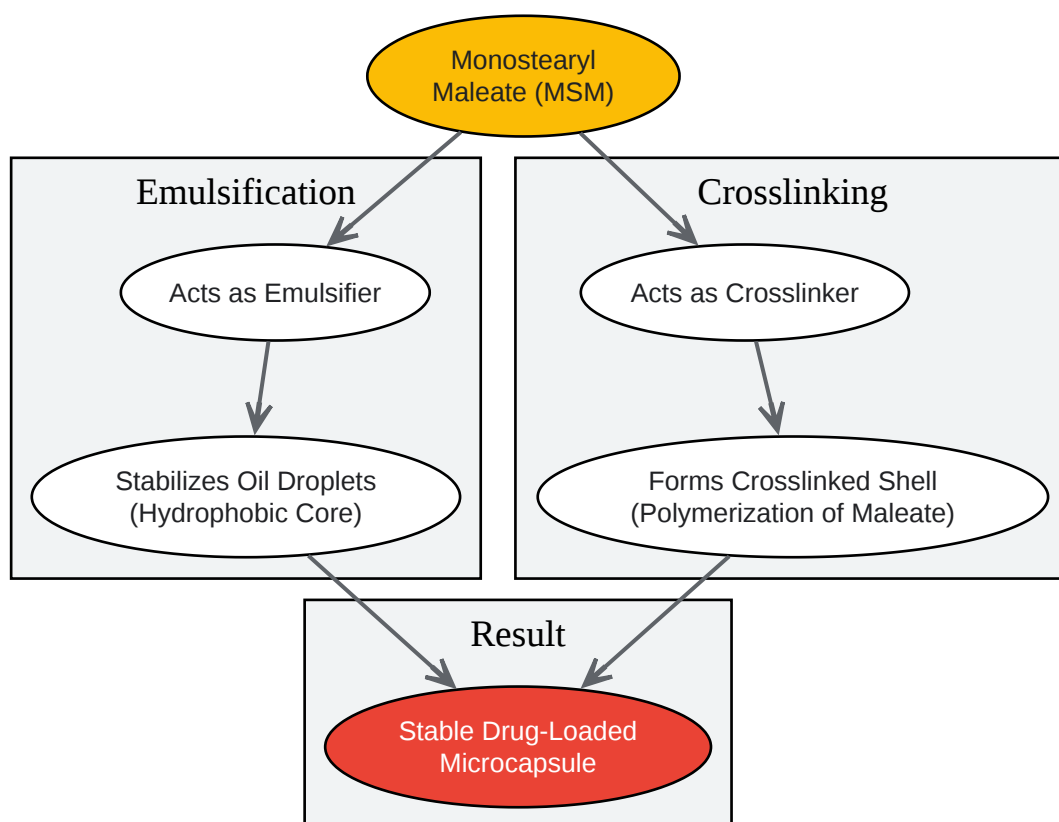 Monostearyl
Maleate (MSM)
Emulsification
Acts as Emulsifier
Stabilizes Oil Droplets
(Hydrophobic Core)
Crosslinking
Acts as Crosslinker
Forms Crosslinked Shell
(Polymerization of Maleate)
Result
Stable Drug-Loaded
Microcapsule